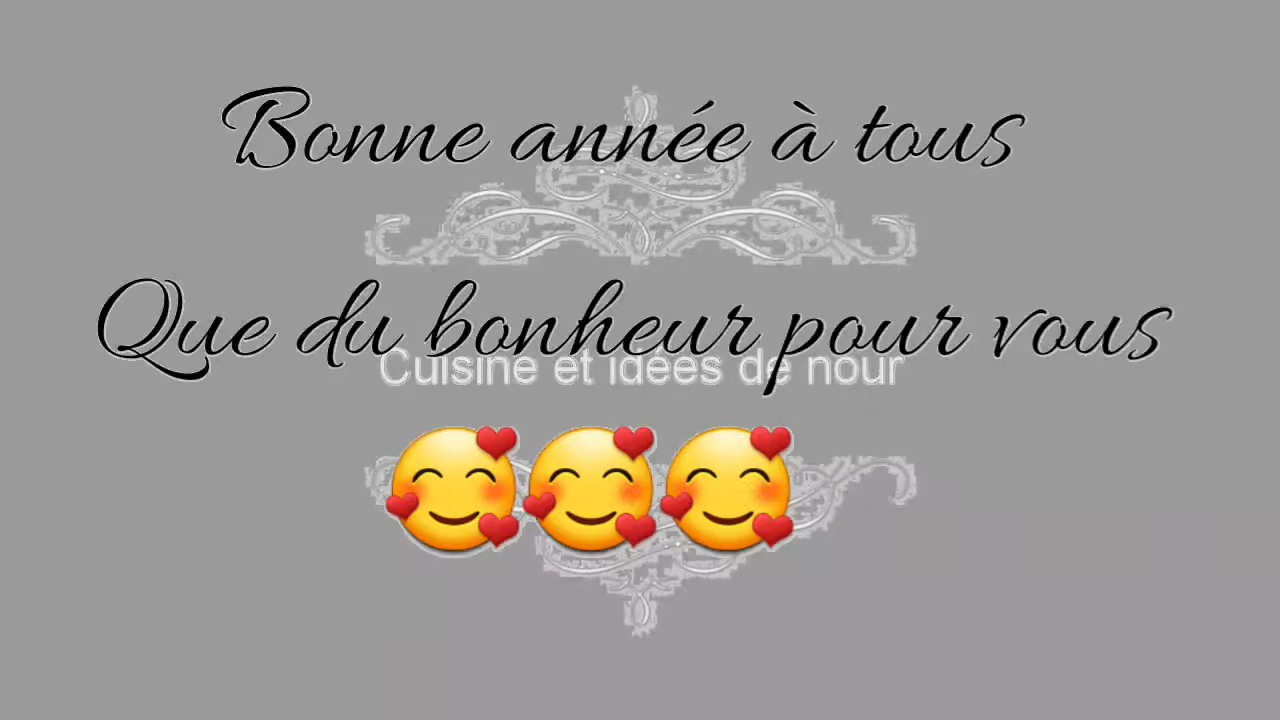 Bonne année à tous
Que du bonheur pour vous
Cuisine et idées de nour
🥰🥰🥰